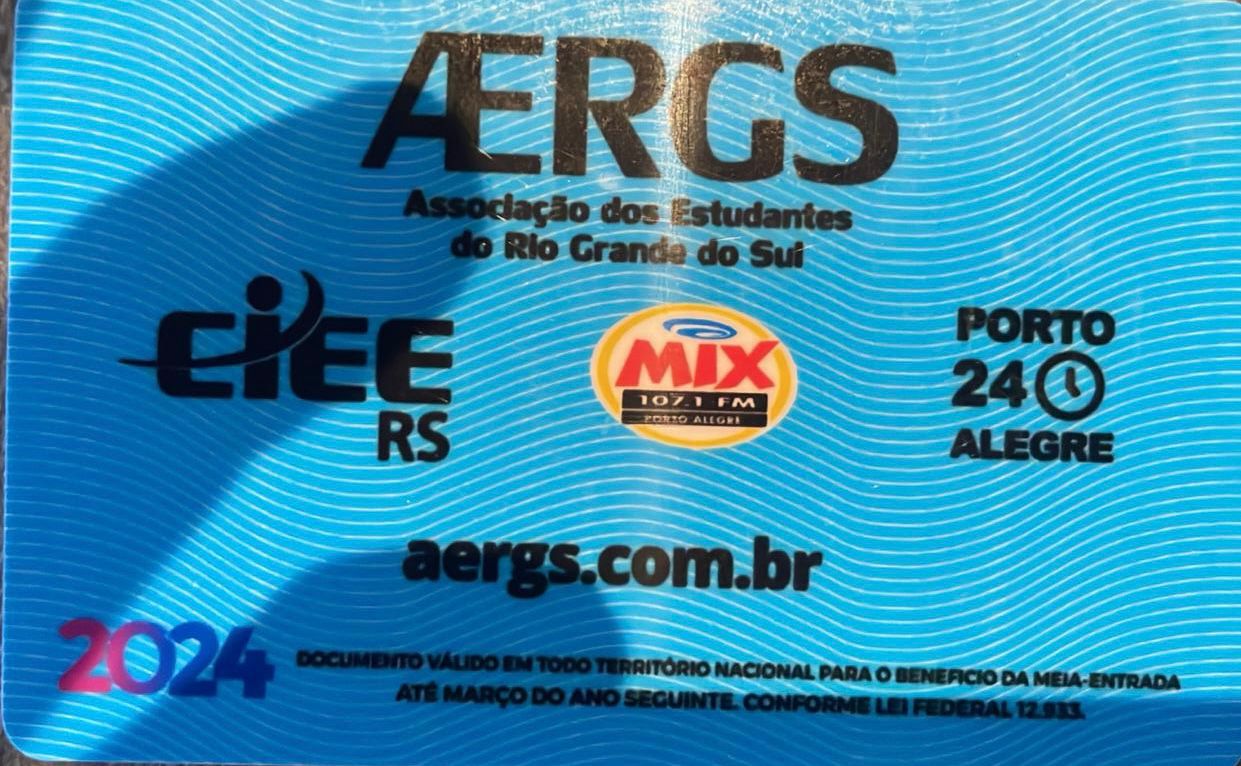 ÆRGS
Associação dos Estudantes
do Rio Grande do Sul
CIEE
RS
MIX
107.1 FM
PORTO ALEGRE
PORTO
24
ALEGRE
aergs.com.br
2024
DOCUMENTO VÁLIDO EM TODO TERRITÓRIO NACIONAL PARA O BENEFICIO DA MEIA-ENTRADA
ATÉ MARÇO DO ANO SEGUINTE. CONFORME LEI FEDERAL 12.933.